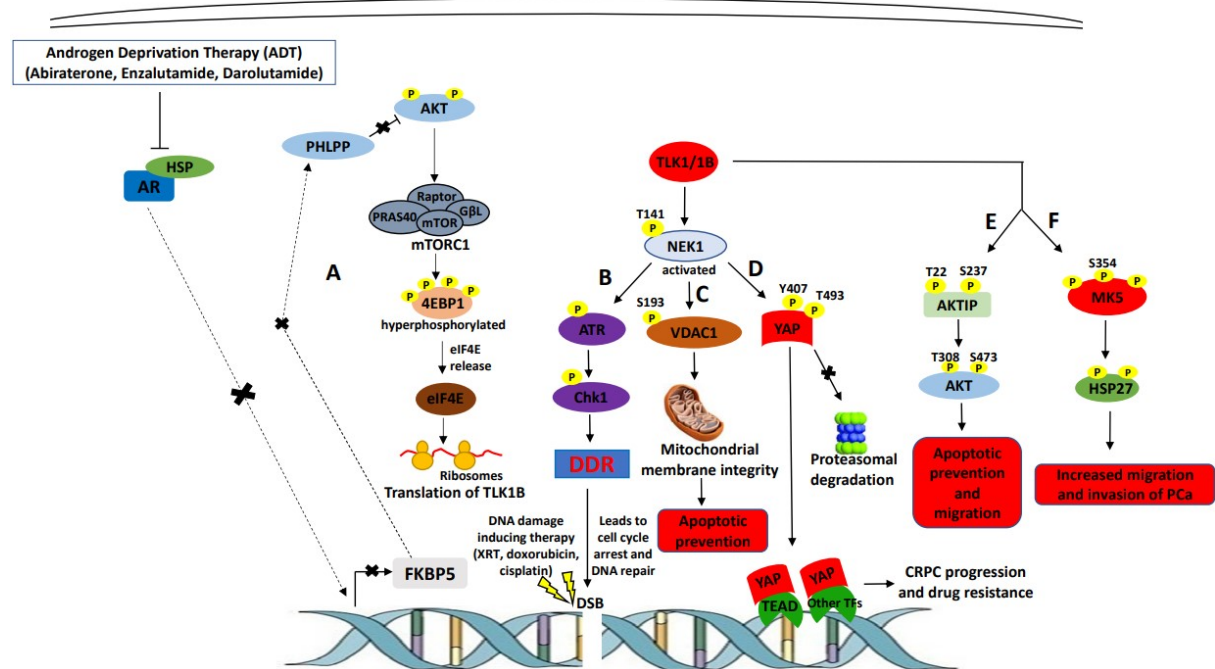 Androgen Deprivation Therapy (ADT)
(Abiraterone, Enzalutamide, Darolutamide)
HSP
AR
PHLPP
P P
AKT
Raptor
PRAS40
GβL
mTOR
mTORC1
A
P P P P
4EBP1
hyperphosphorylated
eIF4E
release
eIF4E
Ribosomes
Translation of TLK1B
FKBP5
TLK1/1B
T141
P
NEK1
activated
B
C
D
P
ATR
P
Chk1
DDR
DNA damage
inducing therapy
(XRT, doxorubicin,
cisplatin)
Leads to
cell cycle
arrest and
DNA repair
DSB
S193
P
VDAC1
Mitochondrial
membrane integrity
Apoptotic
prevention
Y407
T493
P P
YAP
Proteasomal
degradation
YAP
YAP
TEAD
Other TFs
CRPC progression
and drug resistance
E
F
T22 S237
P P
AKTIP
T308 S473
P P
AKT
Apoptotic
prevention
and
migration
S354
P P P
MK5
P P
HSP27
Increased migration
and invasion of PCa